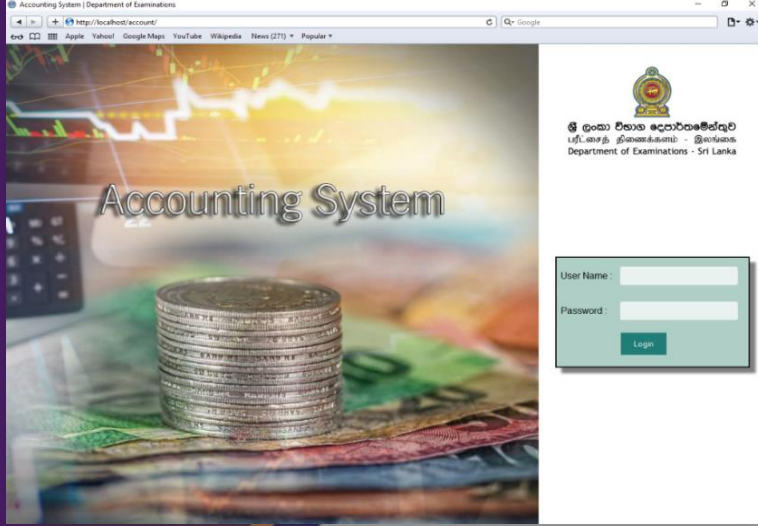 Accounting System | Department of Examinations
http://localhost/account/
Google
Apple Yahoo! Google Maps YouTube Wikipedia News (271) Popular
ශ්‍රී ලංකා විභාග දෙපාර්තමේන්තුව
பரீட்சைத் திணைக்களம் - இலங்கை
Department of Examinations - Sri Lanka
Accounting System
User Name :
Password :
Login